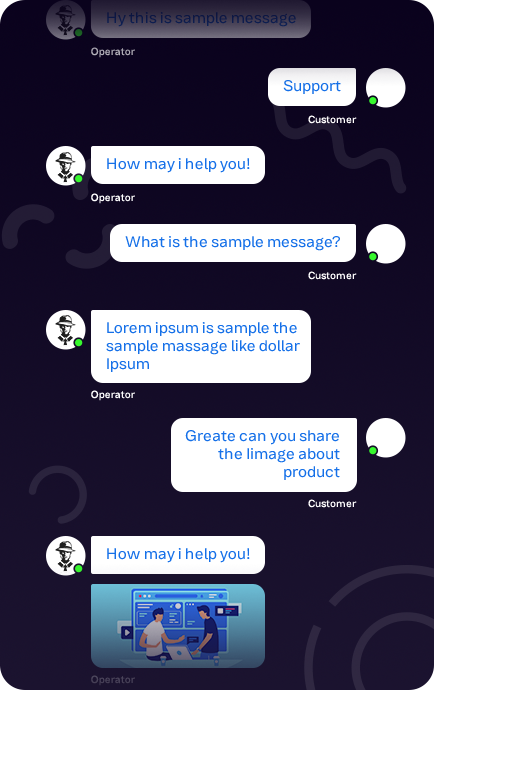 Hy this is sample message
Operator
Support
Customer
How may i help you!
Operator
What is the sample message?
Customer
Lorem ipsum is sample the
sample massage like dollar
Ipsum
Operator
Greate can you share
the Iimage about
product
Customer
How may i help you!
Operator